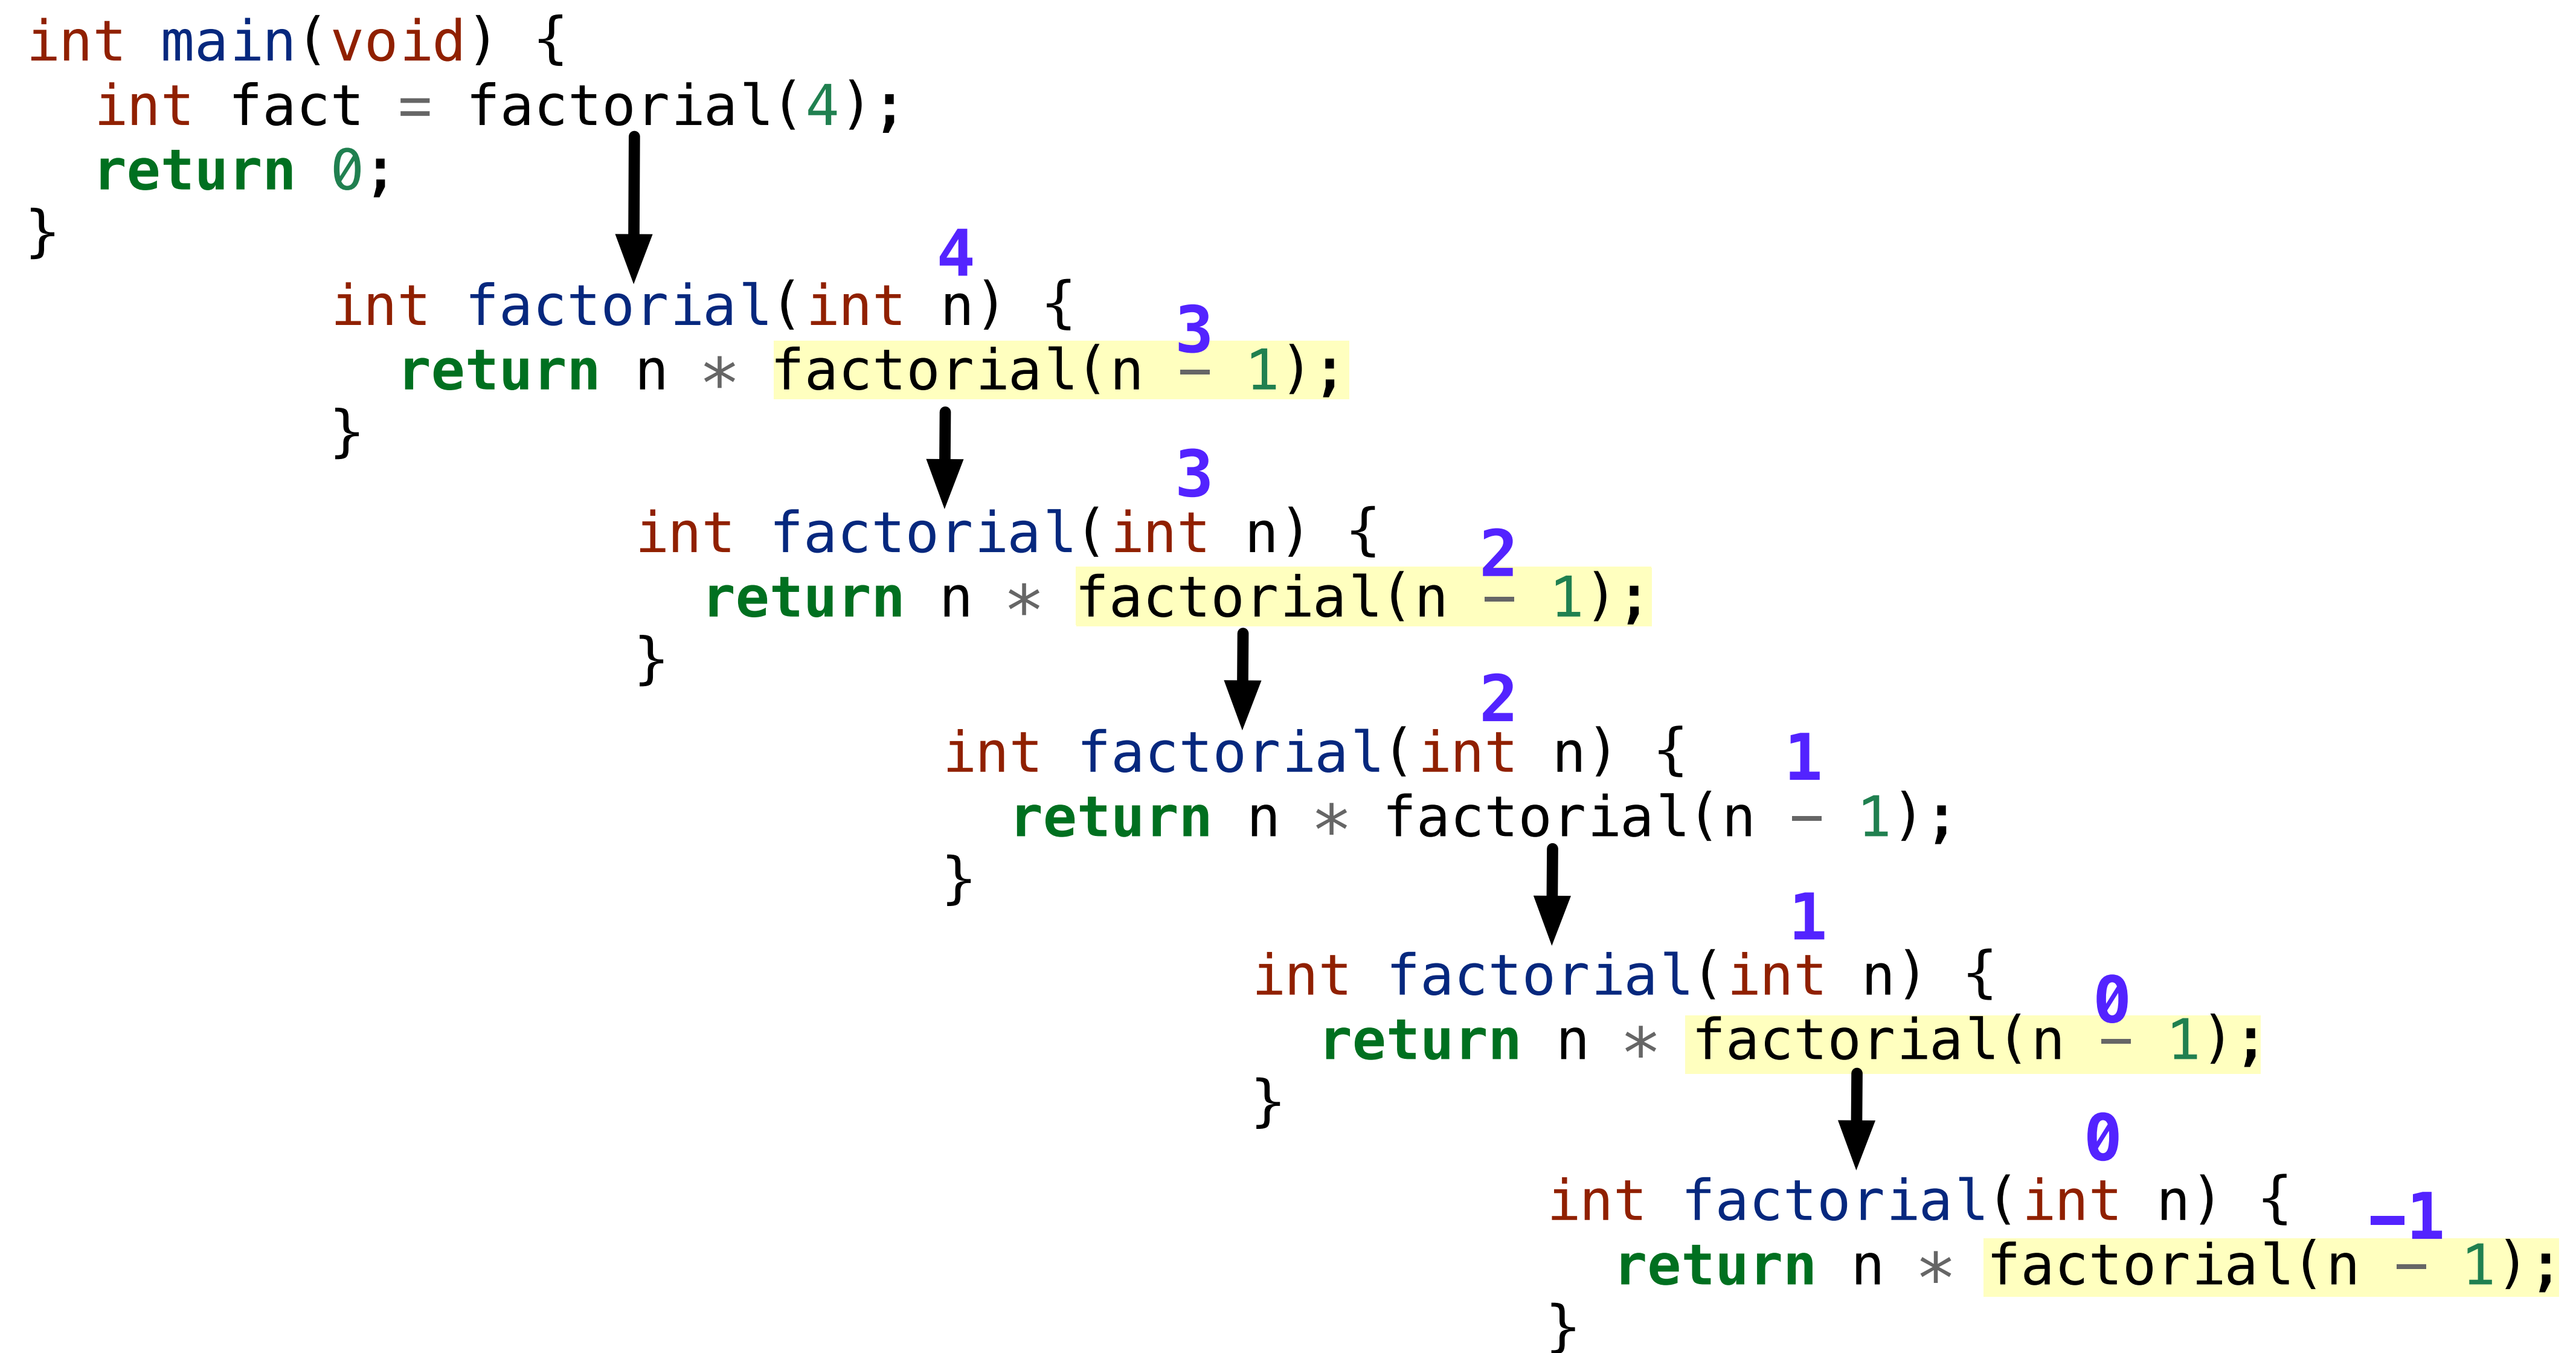 int main(void) {
int fact = factorial(4);
return 0;
}
4
int factorial(int n) {
3
return n * factorial(n - 1);
}
3
int factorial(int n) {
2
return n * factorial(n - 1);
}
2
int factorial(int n) {
1
return n * factorial(n - 1);
}
1
int factorial(int n) {
0
return n * factorial(n - 1);
}
0
int factorial(int n) {
-1
return n * factorial(n - 1);
}